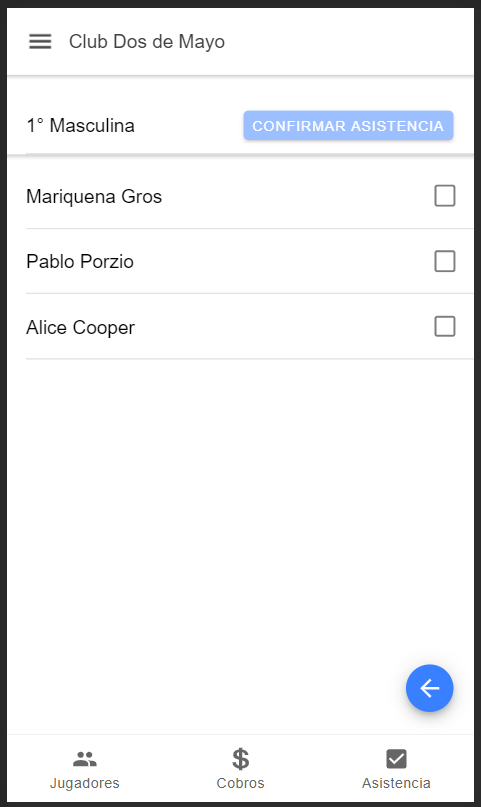 Club Dos de Mayo
1° Masculina
CONFIRMAR ASISTENCIA
Mariquena Gros
Pablo Porzio
Alice Cooper
Jugadores
Cobros
Asistencia